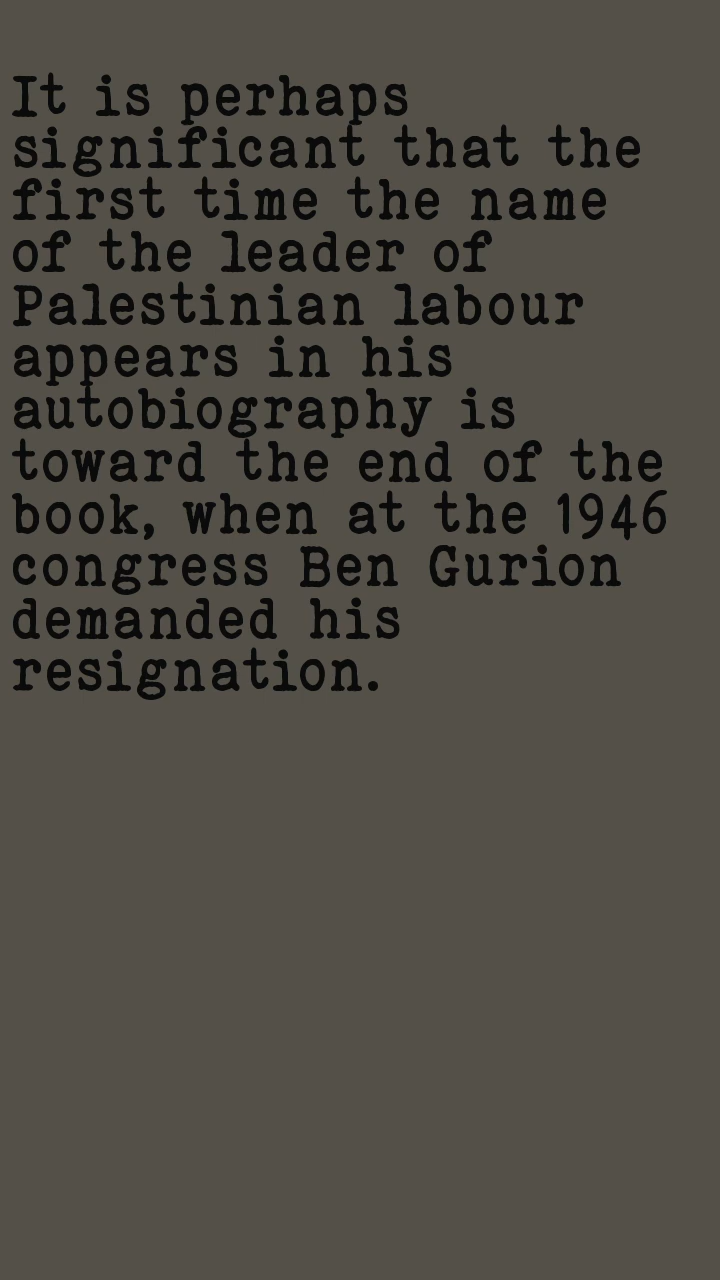 It is perhaps
significant that the
first time the name
of the leader of
Palestinian labour
appears in his
autobiography is
toward the end of the
book, when at the 1946
congress Ben Gurion
demanded his
resignation.